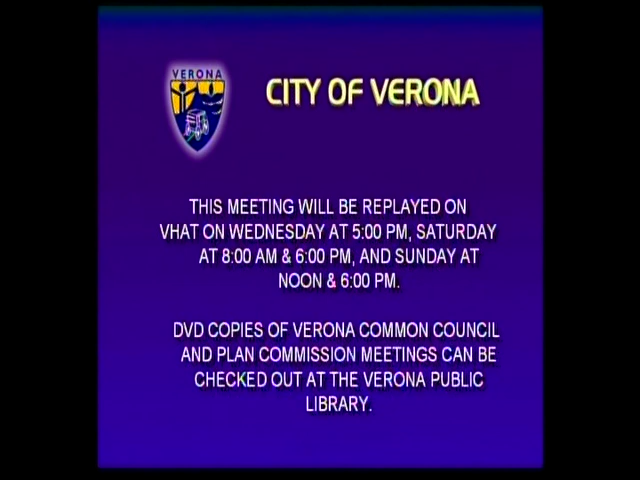 VERONA
CITY OF VERONA
THIS MEETING WILL BE REPLAYED ON
VHAT ON WEDNESDAY AT 5:00 PM, SATURDAY
AT 8:00 AM & 6:00 PM, AND SUNDAY AT
NOON & 6:00 PM.
DVD COPIES OF VERONA COMMON COUNCIL
AND PLAN COMMISSION MEETINGS CAN BE
CHECKED OUT AT THE VERONA PUBLIC
LIBRARY.